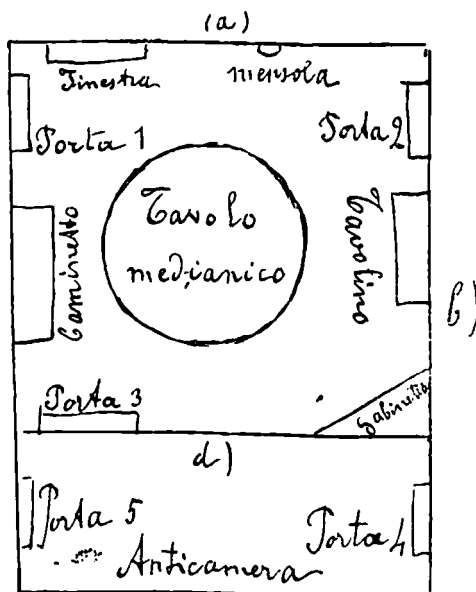 (a)
Finestra
mensola
Porta 1
Porta 2
Tavolo
medianico
Caminetto
Tavolino
b)
Porta 3
Gabinetto
d)
Porta 5
Porta 4
Anticamera